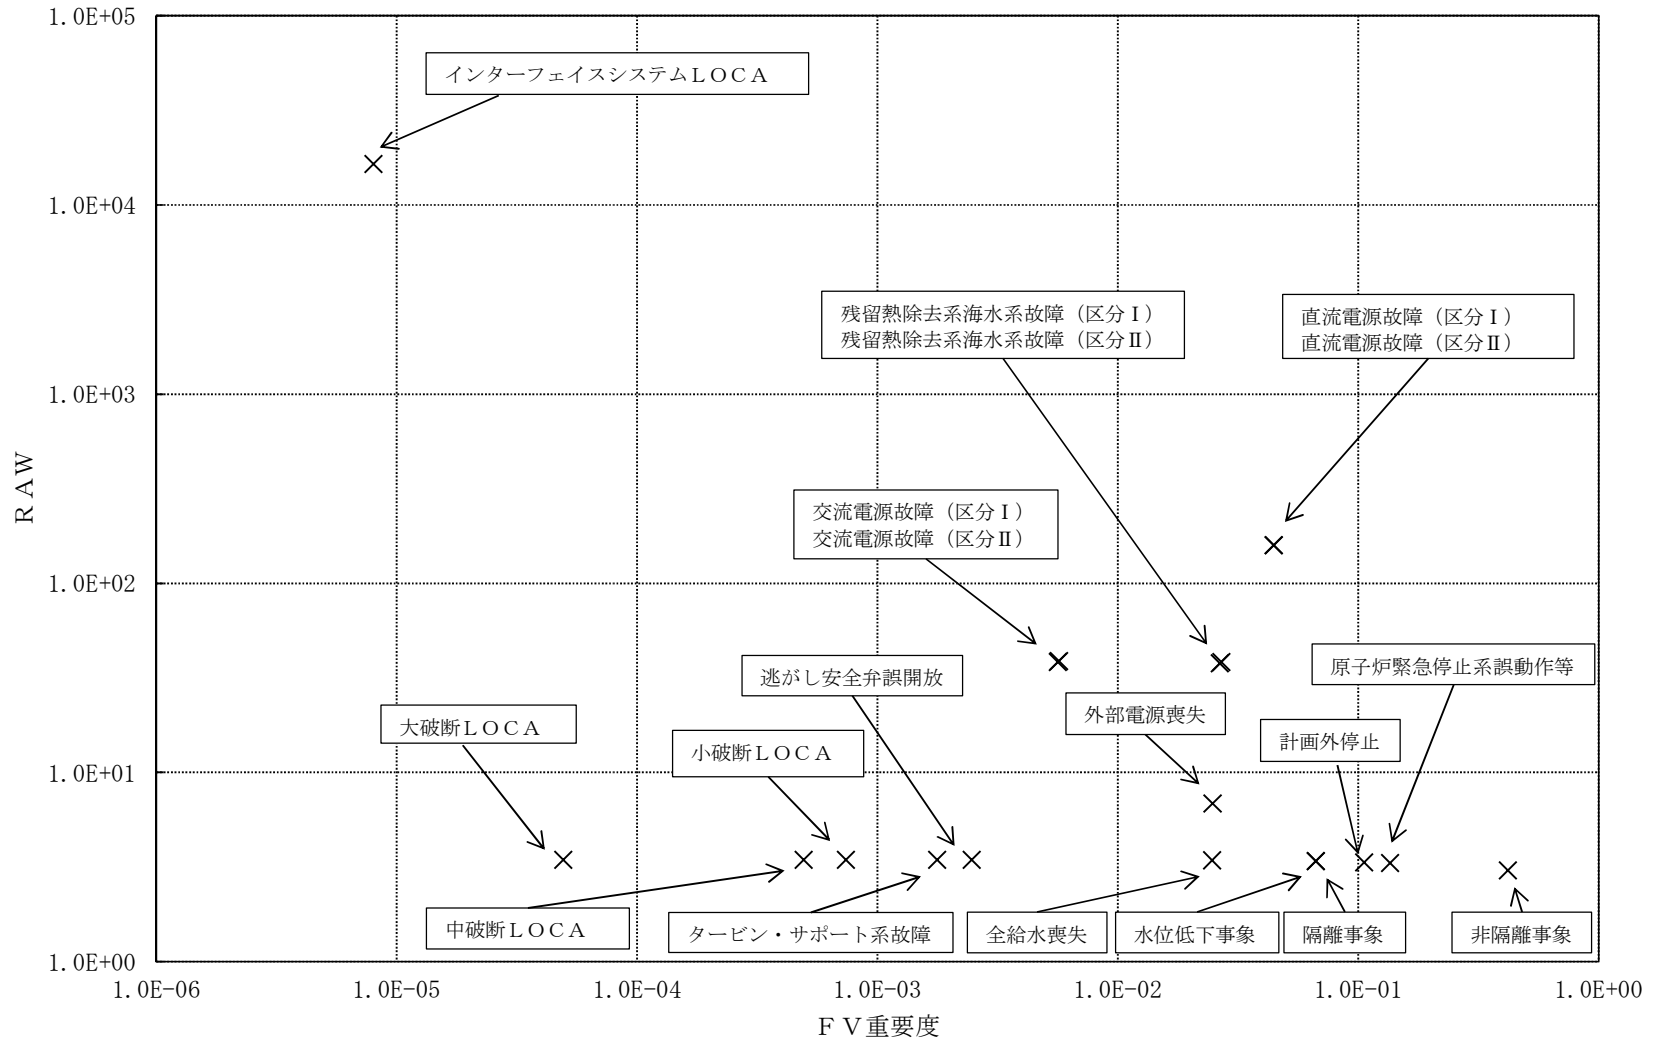 1.0E+05
インターフェイスシステムＬＯＣＡ
1.0E+04
残留熱除去系海水系故障（区分Ⅰ）
残留熱除去系海水系故障（区分Ⅱ）
直流電源故障（区分Ⅰ）
直流電源故障（区分Ⅱ）
1.0E+03
ＲＡＷ
交流電源故障（区分Ⅰ）
交流電源故障（区分Ⅱ）
1.0E+02
逃がし安全弁誤開放
原子炉緊急停止系誤動作等
大破断ＬＯＣＡ
小破断ＬＯＣＡ
外部電源喪失
計画外停止
1.0E+01
中破断ＬＯＣＡ
タービン・サポート系故障
全給水喪失
水位低下事象
隔離事象
非隔離事象
1.0E+00
1.0E-06
1.0E-05
1.0E-04
1.0E-03
1.0E-02
1.0E-01
1.0E+00
ＦＶ重要度